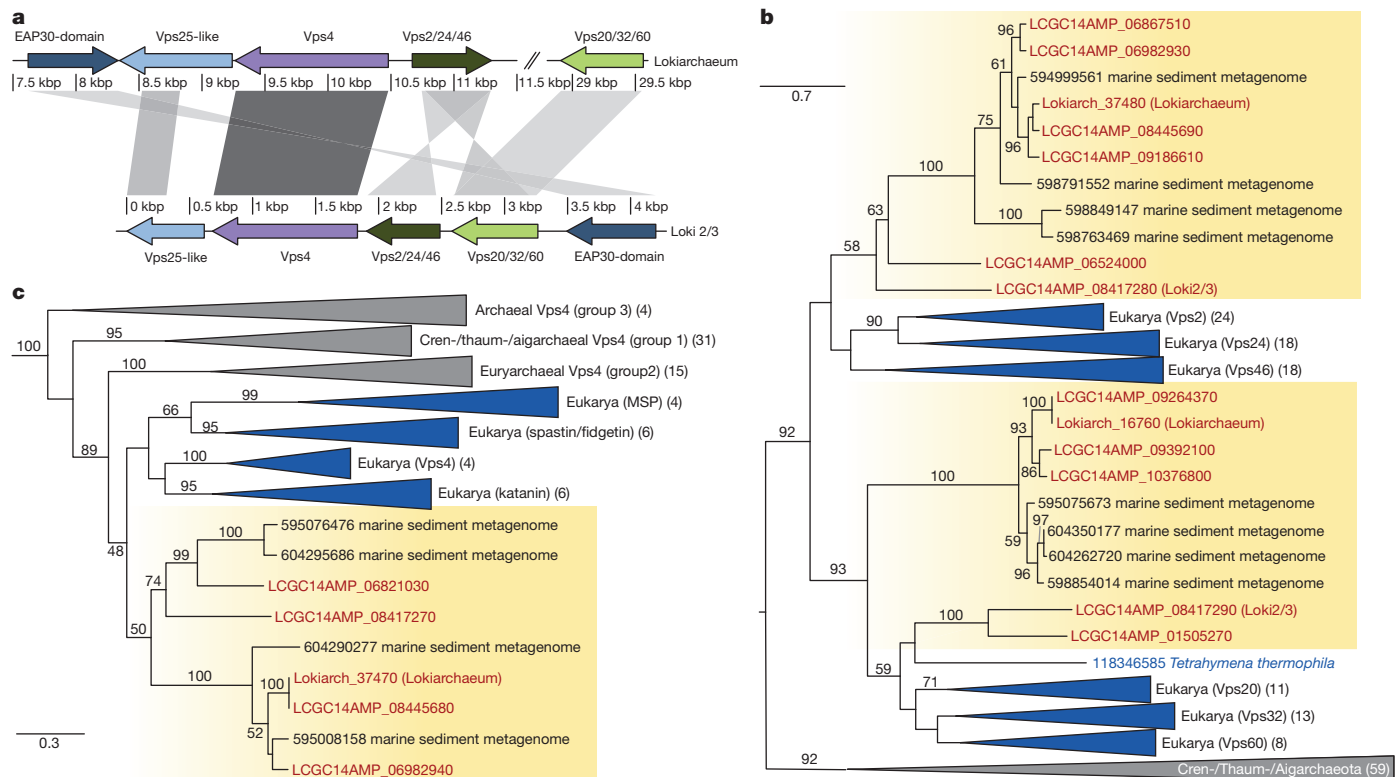 a
EAP30-domain Vps25-like Vps4 Vps2/24/46 Vps20/32/60
Lokiarchaeum
7.5 kbp 8 kbp 8.5 kbp 9 kbp 9.5 kbp 10 kbp 10.5 kbp 11 kbp 11.5 kbp 29 kbp 29.5 kbp
0 kbp 0.5 kbp 1 kbp 1.5 kbp 2 kbp 2.5 kbp 3 kbp 3.5 kbp 4 kbp
Loki 2/3
Vps25-like Vps4 Vps2/24/46 Vps20/32/60 EAP30-domain
c
Archaeal Vps4 (group 3) (4)
95
Cren-/thaum-/aigarchaeal Vps4 (group 1) (31)
100
100
Euryarchaeal Vps4 (group2) (15)
99
Eukarya (MSP) (4)
66
95
Eukarya (spastin/fidgetin) (6)
89
100
Eukarya (Vps4) (4)
95
Eukarya (katanin) (6)
595076476 marine sediment metagenome
100
48
99
604295686 marine sediment metagenome
74
LCGC14AMP_06821030
LCGC14AMP_08417270
50
604290277 marine sediment metagenome
100
100
Lokiarch_37470 (Lokiarchaeum)
LCGC14AMP_08445680
52
595008158 marine sediment metagenome
0.3
LCGC14AMP_06982940
b
0.7
LCGC14AMP_06867510
96
LCGC14AMP_06982930
61
594999561 marine sediment metagenome
Lokiarch_37480 (Lokiarchaeum)
75
LCGC14AMP_08445690
96
LCGC14AMP_09186610
100
598791552 marine sediment metagenome
598849147 marine sediment metagenome
100
63
598763469 marine sediment metagenome
58
LCGC14AMP_06524000
LCGC14AMP_08417280 (Loki2/3)
Eukarya (Vps2) (24)
90
Eukarya (Vps24) (18)
Eukarya (Vps46) (18)
LCGC14AMP_09264370
100
Lokiarch_16760 (Lokiarchaeum)
93
92
LCGC14AMP_09392100
86
LCGC14AMP_10376800
100
595075673 marine sediment metagenome
97
604350177 marine sediment metagenome
59
604262720 marine sediment metagenome
96
598854014 marine sediment metagenome
93
LCGC14AMP_08417290 (Loki2/3)
100
LCGC14AMP_01505270
118346585 Tetrahymena thermophila
59
71
Eukarya (Vps20) (11)
Eukarya (Vps32) (13)
Eukarya (Vps60) (8)
92
Cren-/Thaum-/Aigarchaeota (59)